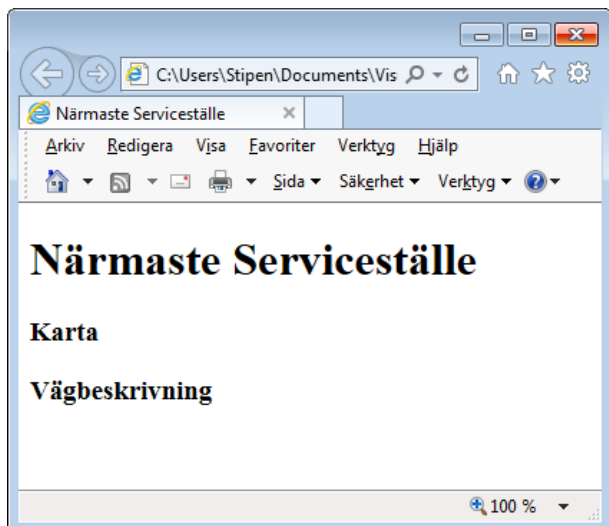 C:\Users\Stipen\Documents\Vis
Närmaste Serviceställe
Arkiv Redigera Visa Favoriter Verktyg Hjälp
Sida Säkerhet Verktyg
Närmaste Serviceställe
Karta
Vägbeskrivning
100 %